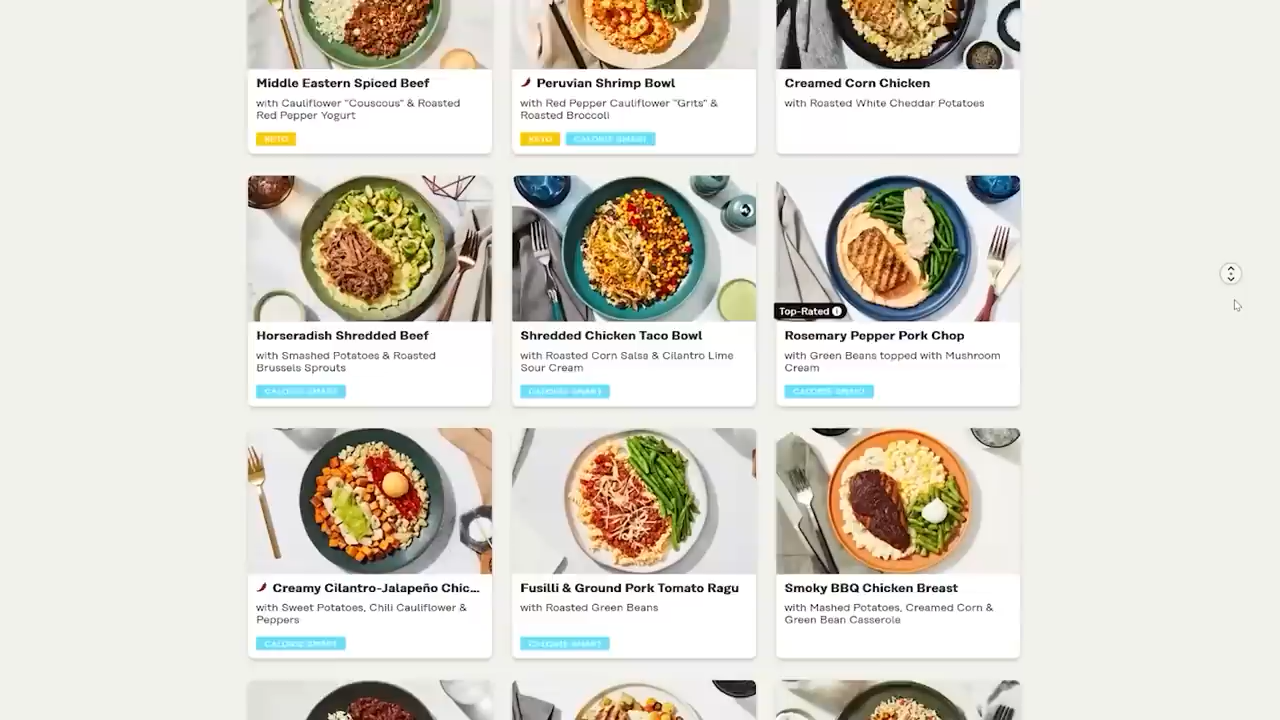 Middle Eastern Spiced Beef
with Cauliflower "Couscous" & Roasted
Red Pepper Yogurt
KETO
Peruvian Shrimp Bowl
with Red Pepper Cauliflower "Grits" &
Roasted Broccoli
KETO CALORIE SMART
Creamed Corn Chicken
with Roasted White Cheddar Potatoes
Horseradish Shredded Beef
with Smashed Potatoes & Roasted
Brussels Sprouts
CALORIE SMART
Shredded Chicken Taco Bowl
with Roasted Corn Salsa & Cilantro Lime
Sour Cream
CALORIE SMART
Top-Rated
Rosemary Pepper Pork Chop
with Green Beans topped with Mushroom
Cream
CALORIE SMART
Creamy Cilantro-Jalapeño Chic...
with Sweet Potatoes, Chili Cauliflower &
Peppers
CALORIE SMART
Fusilli & Ground Pork Tomato Ragu
with Roasted Green Beans
CALORIE SMART
Smoky BBQ Chicken Breast
with Mashed Potatoes, Creamed Corn &
Green Bean Casserole